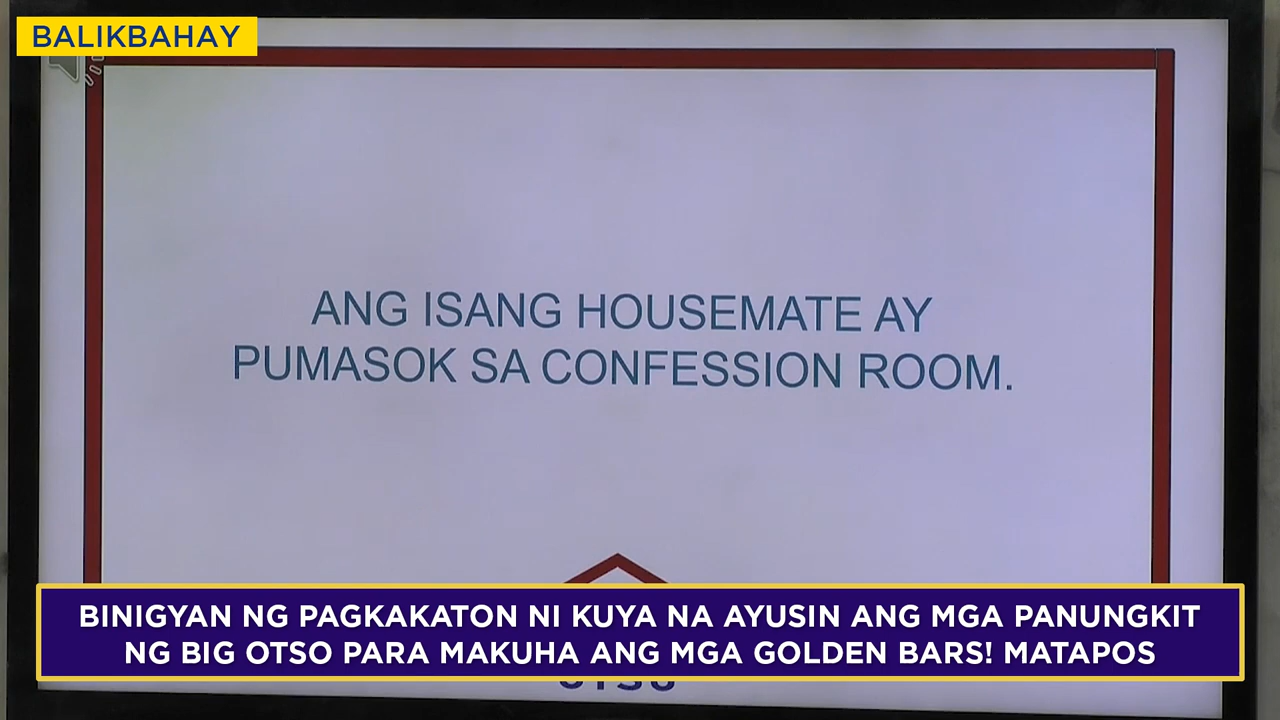 BALIKBAHAY
ANG ISANG HOUSEMATE AY
PUMASOK SA CONFESSION ROOM.
BINIGYAN NG PAGKAKATON NI KUYA NA AYUSIN ANG MGA PANUNGKIT
NG BIG OTSO PARA MAKUHA ANG MGA GOLDEN BARS! MATAPOS